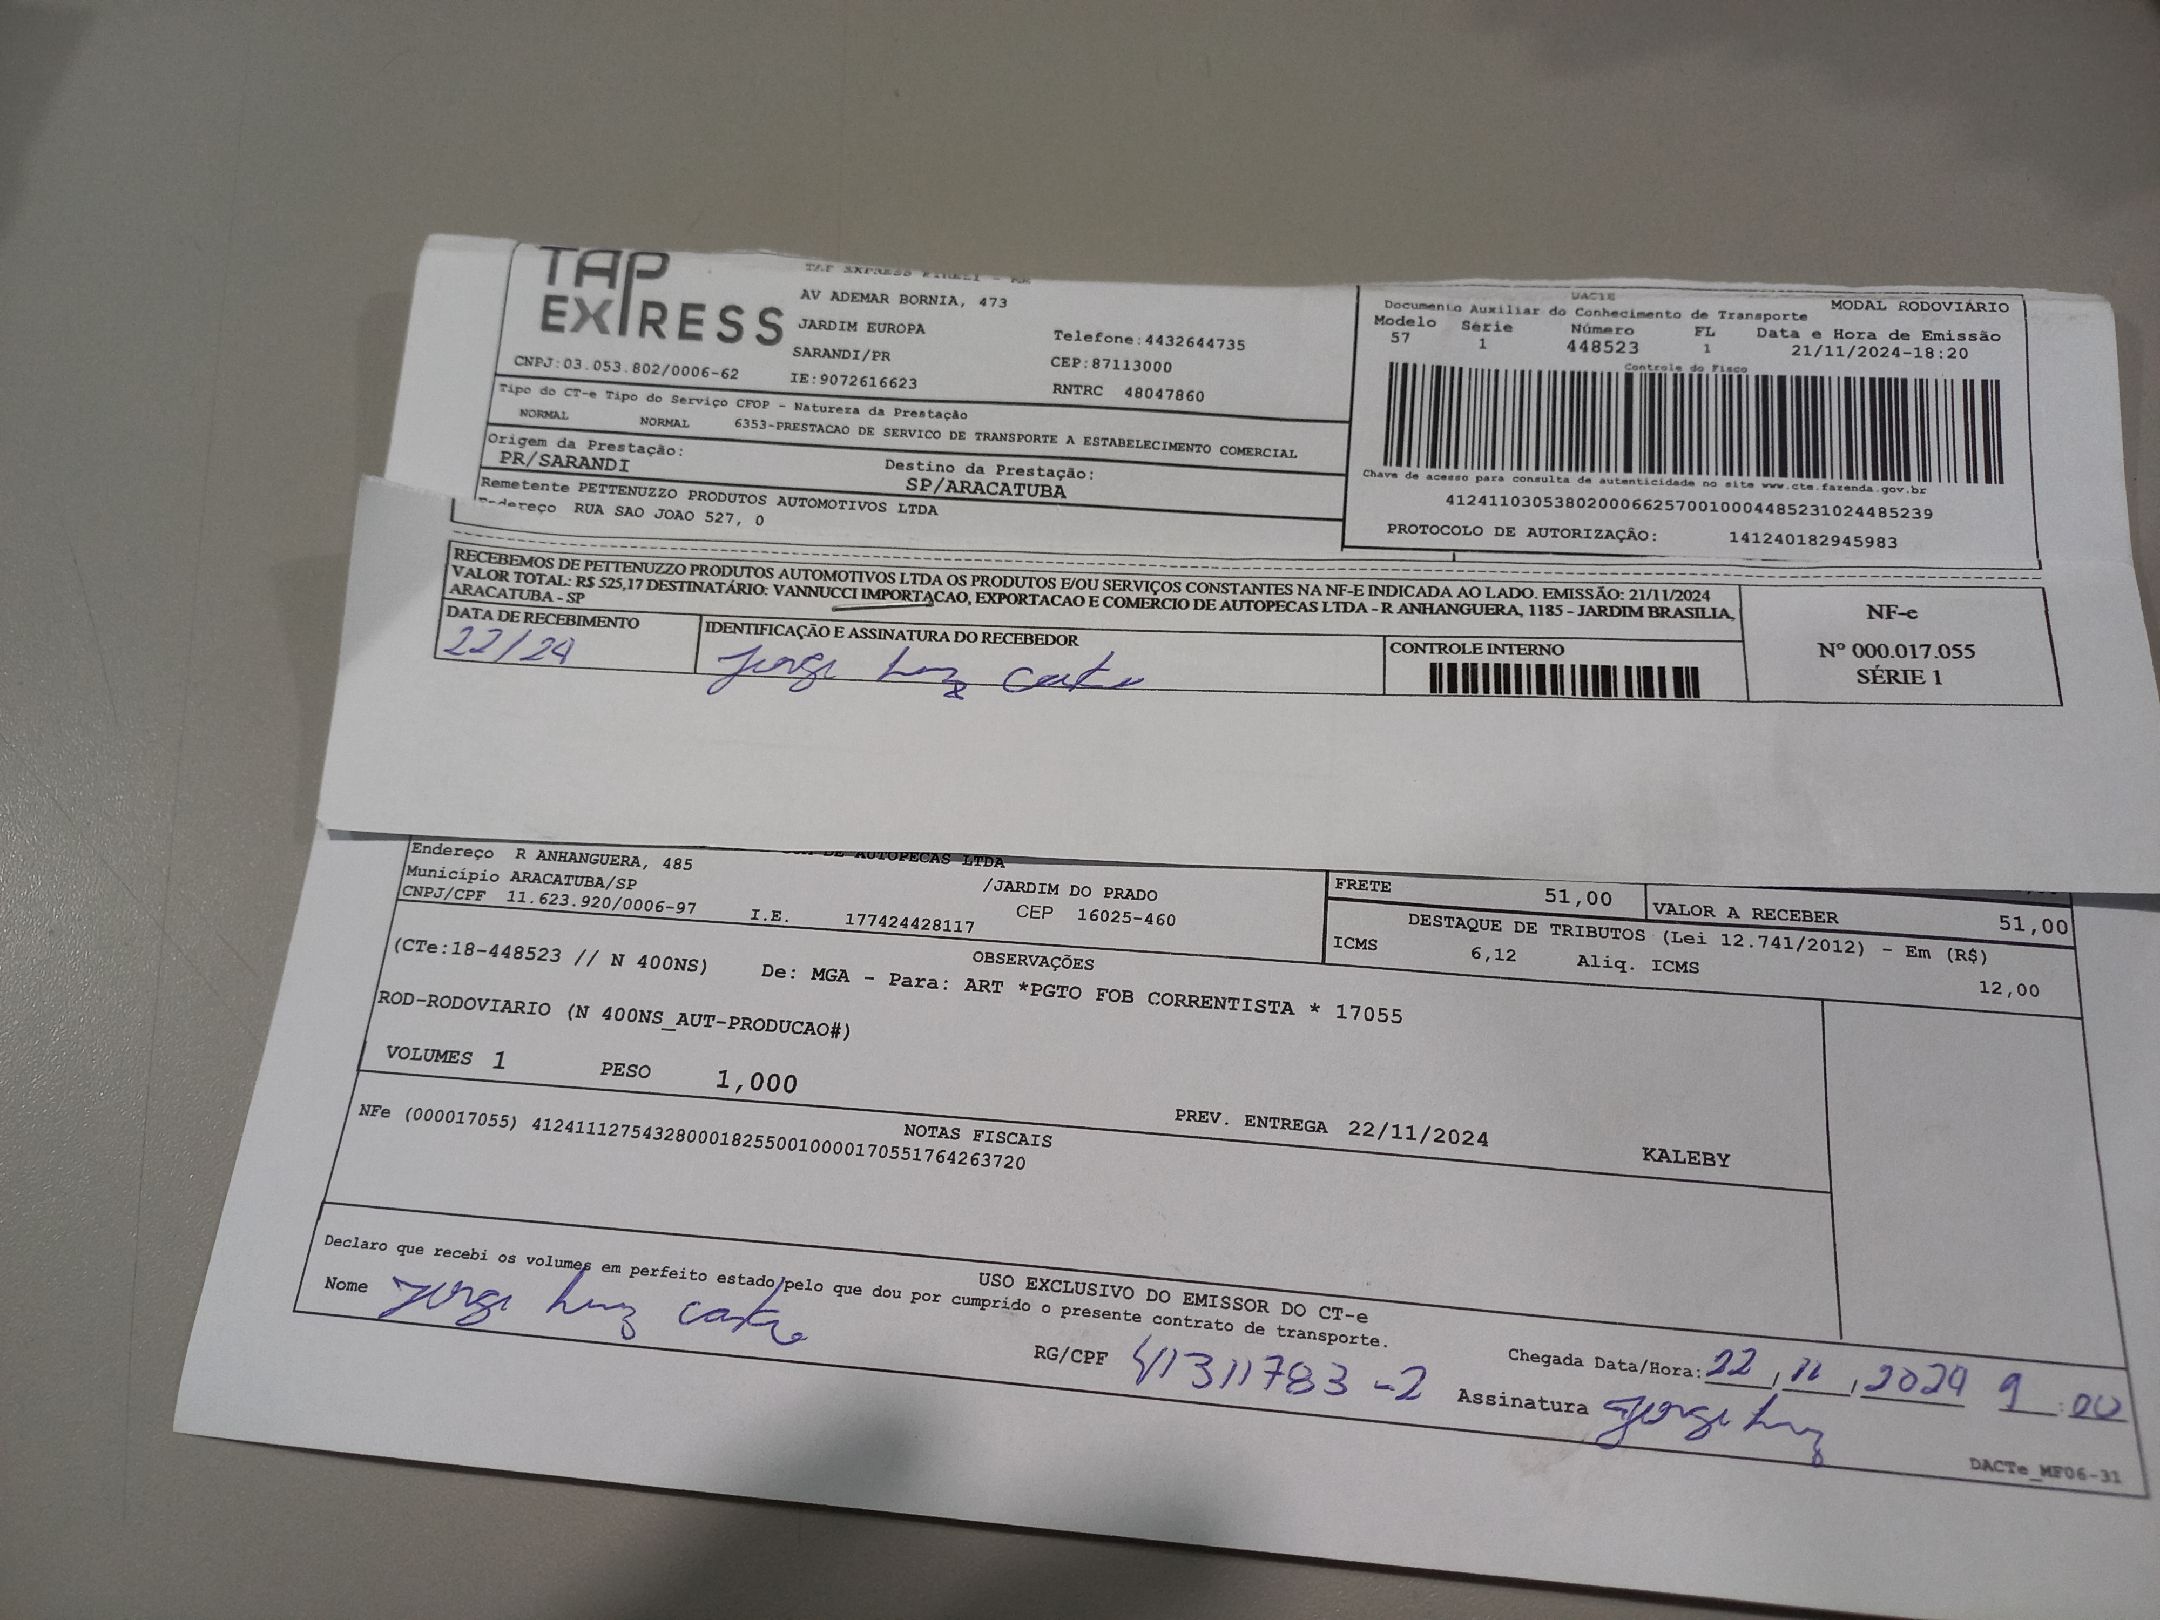 TAP EXPRESS
TAP EXPRESS EIRELI - ME
AV ADEMAR BORNIA, 473
JARDIM EUROPA
SARANDI/PR
CNPJ:03.053.802/0006-62
IE:9072616623
Telefone:4432644735
CEP:87113000
RNTRC 48047860
DACTE
MODAL RODOVIÁRIO
Documento Auxiliar do Conhecimento de Transporte
Modelo Série Número FL Data e Hora de Emissão
57 1 448523 1 21/11/2024-18:20
Controle do Fisco
Chave de acesso para consulta de autenticidade no site www.cte.fazenda.gov.br
41241103053802000662570010004485231024485239
PROTOCOLO DE AUTORIZAÇÃO: 141240182945983
Tipo do CT-e Tipo do Serviço CFOP - Natureza da Prestação
NORMAL NORMAL 6353-PRESTACAO DE SERVICO DE TRANSPORTE A ESTABELECIMENTO COMERCIAL
Origem da Prestação: Destino da Prestação:
PR/SARANDI SP/ARACATUBA
Remetente PETTENUZZO PRODUTOS AUTOMOTIVOS LTDA
Endereço RUA SAO JOAO 527, 0
RECEBEMOS DE PETTENUZZO PRODUTOS AUTOMOTIVOS LTDA OS PRODUTOS E/OU SERVIÇOS CONSTANTES NA NF-E INDICADA AO LADO. EMISSÃO: 21/11/2024
VALOR TOTAL: R$ 525,17 DESTINATÁRIO: VANNUCCI IMPORTACAO, EXPORTACAO E COMERCIO DE AUTOPECAS LTDA - R ANHANGUERA, 1185 - JARDIM BRASILIA,
ARACATUBA - SP
DATA DE RECEBIMENTO
22/24
IDENTIFICAÇÃO E ASSINATURA DO RECEBEDOR
Jorge Luz
CONTROLE INTERNO
NF-e
Nº 000.017.055
SÉRIE 1
DE AUTOPECAS LTDA
Endereço R ANHANGUERA, 485 /JARDIM DO PRADO
Município ARACATUBA/SP CEP 16025-460
CNPJ/CPF 11.623.920/0006-97 I.E. 177424428117
FRETE 51,00 VALOR A RECEBER 51,00
DESTAQUE DE TRIBUTOS (Lei 12.741/2012) - Em (R$)
ICMS 6,12 Aliq. ICMS 12,00
OBSERVAÇÕES
(CTe:18-448523 // N 400NS) De: MGA - Para: ART *PGTO FOB CORRENTISTA * 17055
ROD-RODOVIARIO (N 400NS_AUT-PRODUCAO#)
VOLUMES 1 PESO 1,000 PREV. ENTREGA 22/11/2024 KALEBY
NOTAS FISCAIS
NFe (000017055) 41241112754328000182550010000170551764263720
USO EXCLUSIVO DO EMISSOR DO CT-e
Declaro que recebi os volumes em perfeito estado pelo que dou por cumprido o presente contrato de transporte.
Nome Jorge Luz
RG/CPF 41311783-2
Chegada Data/Hora: 22, 11, 2024 9:00
Assinatura Jorge Luz
DACTe_MF06-31